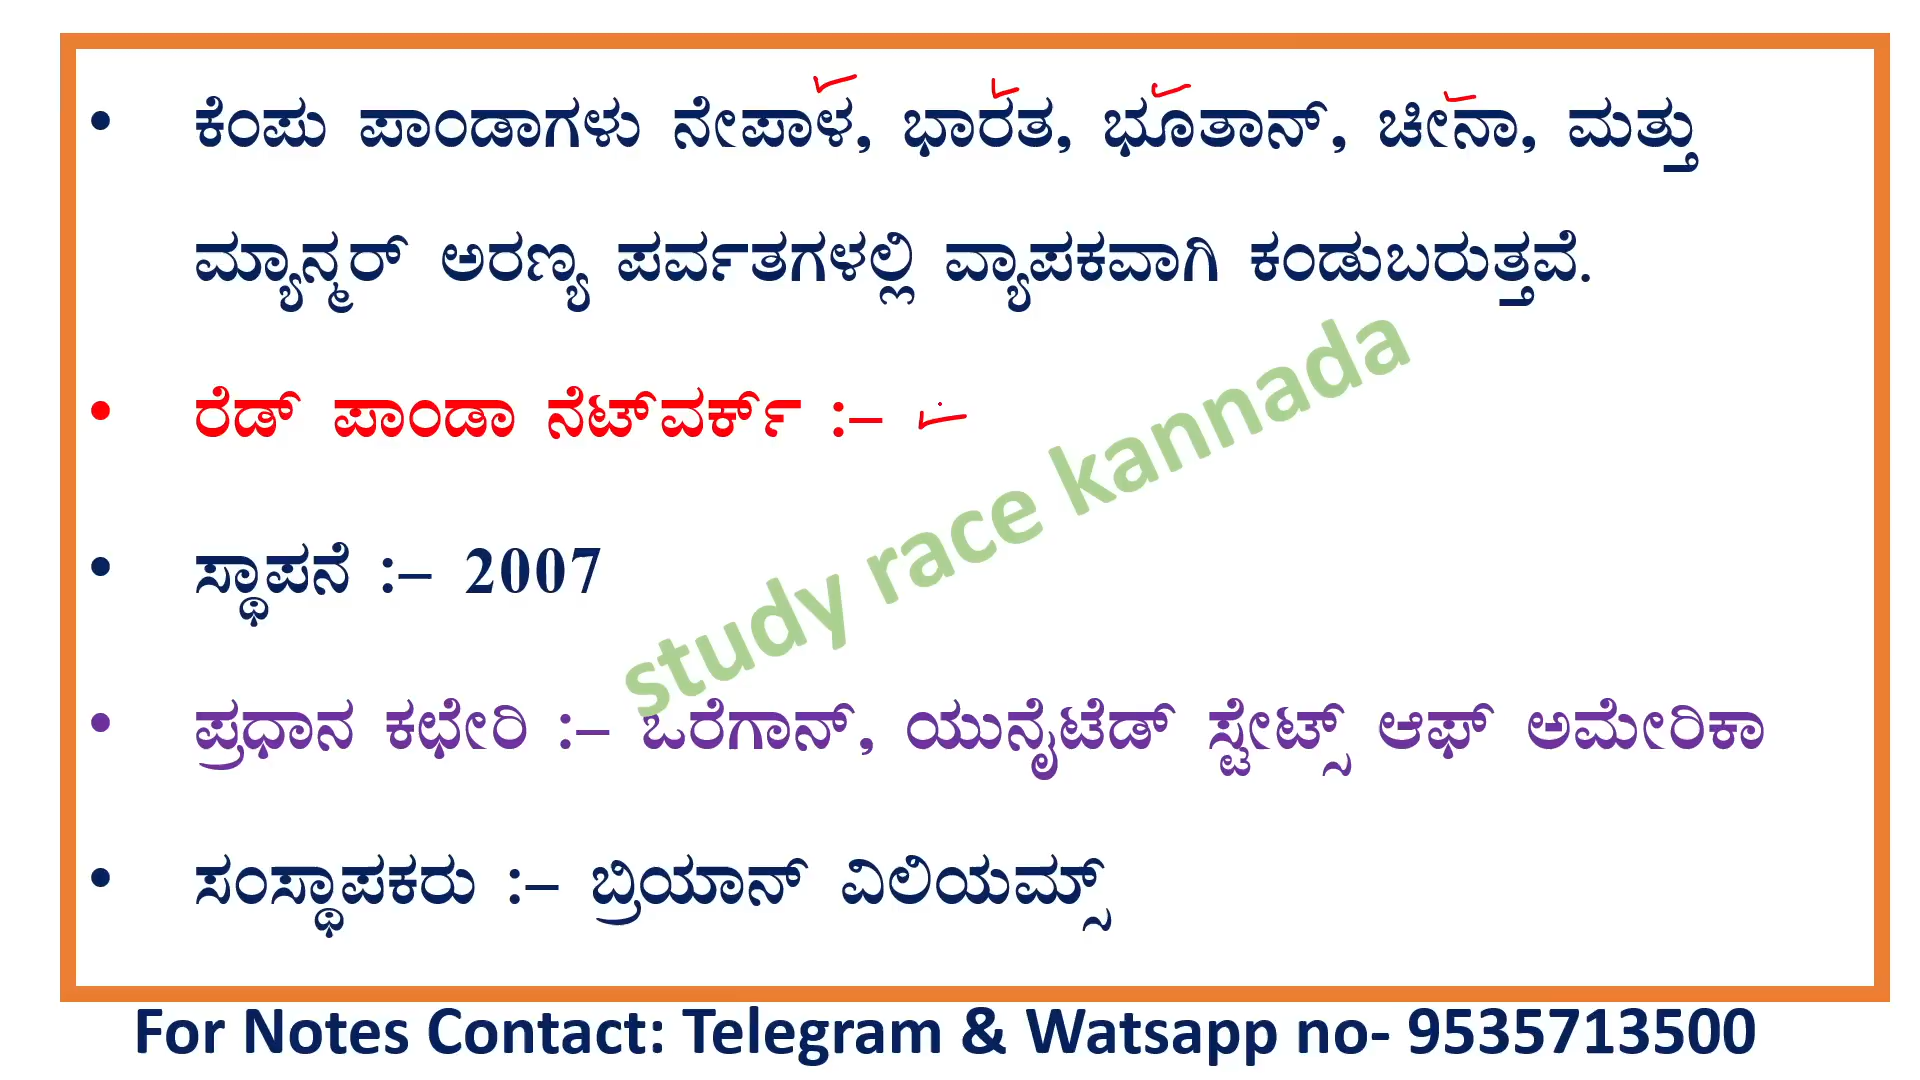 • ಕೆಂಪು ಪಾಂಡಾಗಳು ನೇಪಾಳ, ಭಾರತ, ಭೂತಾನ್, ಚೀನಾ, ಮತ್ತು
ಮ್ಯಾನ್ಮರ್ ಅರಣ್ಯ ಪರ್ವತಗಳಲ್ಲಿ ವ್ಯಾಪಕವಾಗಿ ಕಂಡುಬರುತ್ತವೆ.
• ರೆಡ್ ಪಾಂಡಾ ನೆಟ್‌ವರ್ಕ್ :–
study race kannada
• ಸ್ಥಾಪನೆ :– 2007
• ಪ್ರಧಾನ ಕಛೇರಿ :– ಒರೆಗಾನ್, ಯುನೈಟೆಡ್ ಸ್ಟೇಟ್ಸ್ ಆಫ್ ಅಮೇರಿಕಾ
• ಸಂಸ್ಥಾಪಕರು :– ಬ್ರಿಯಾನ್ ವಿಲಿಯಮ್ಸ್
For Notes Contact: Telegram & Watsapp no- 9535713500